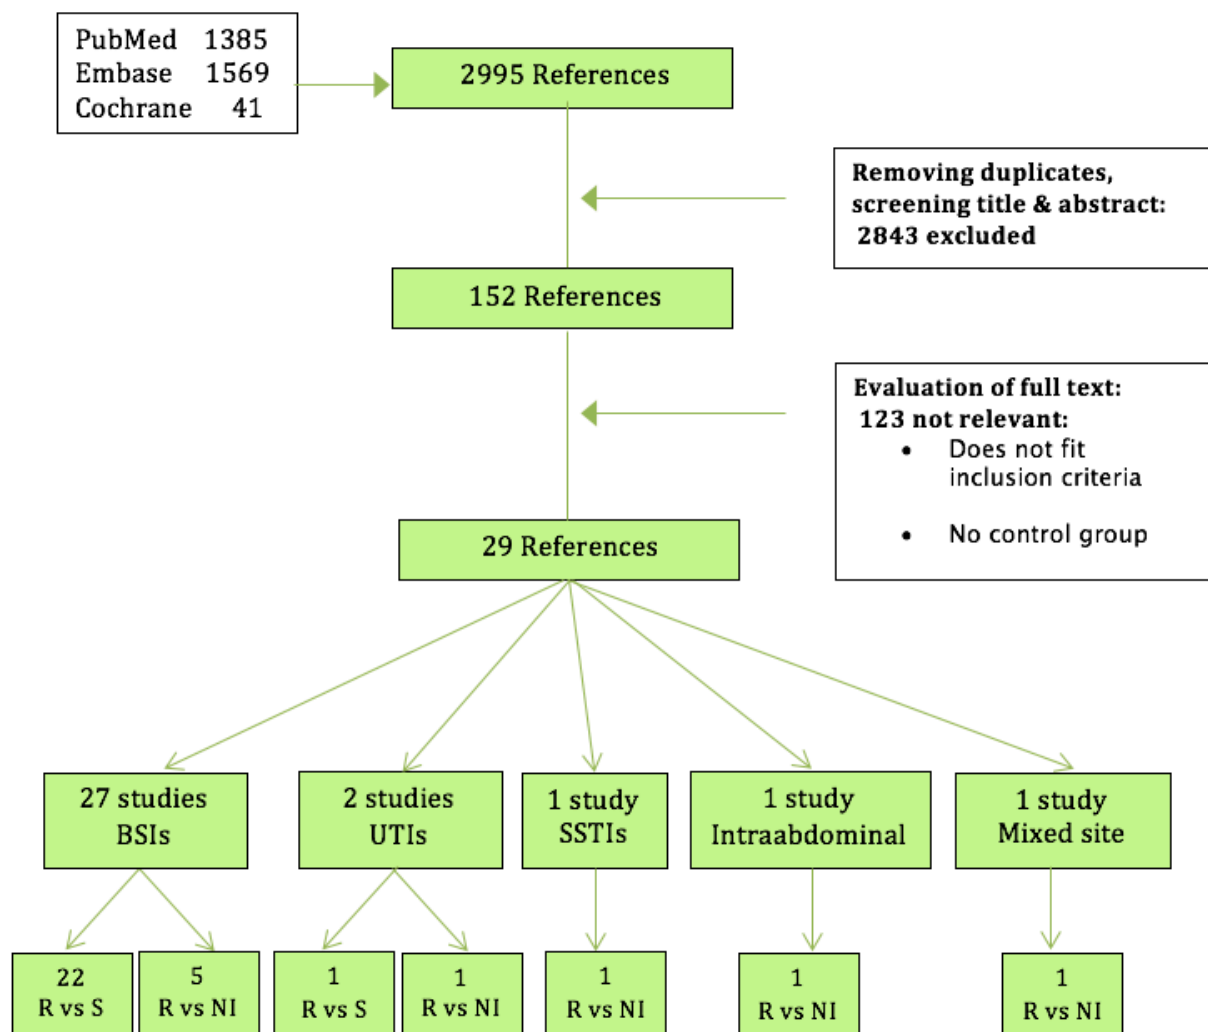 PubMed 1385
Embase 1569
Cochrane 41
2995 References
Removing duplicates,
screening title & abstract:
2843 excluded
152 References
Evaluation of full text:
123 not relevant:
• Does not fit
inclusion criteria
• No control group
29 References
27 studies
BSIs
2 studies
UTIs
1 study
SSTIs
1 study
Intraabdominal
1 study
Mixed site
22
R vs S
5
R vs NI
1
R vs S
1
R vs NI
1
R vs NI
1
R vs NI
1
R vs NI